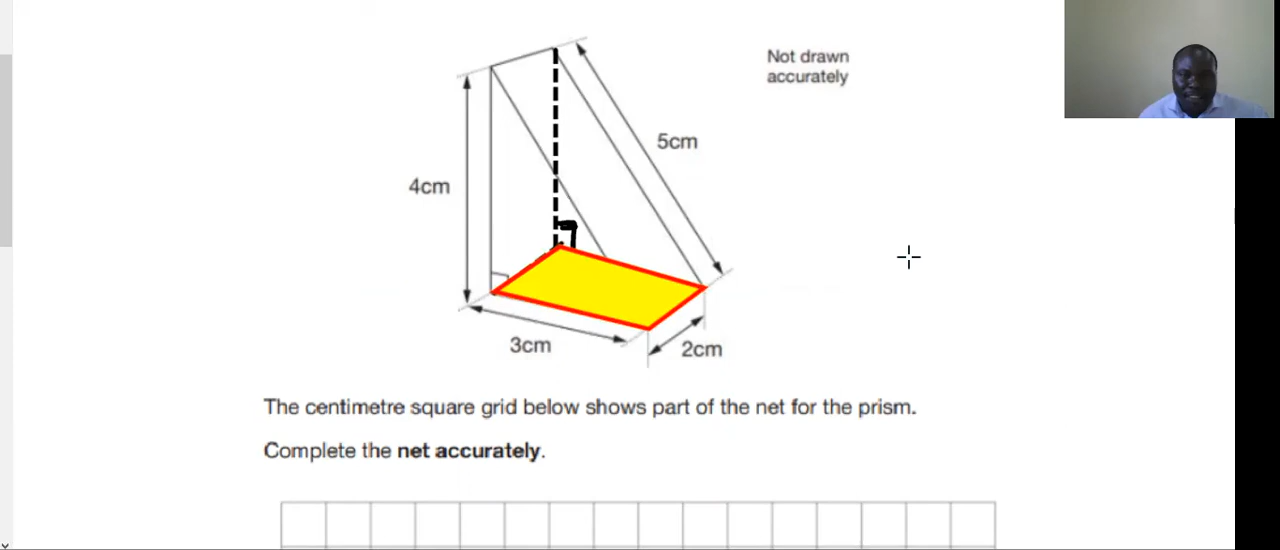 Not drawn
accurately
5cm
4cm
3cm
2cm
The centimetre square grid below shows part of the net for the prism.
Complete the net accurately.